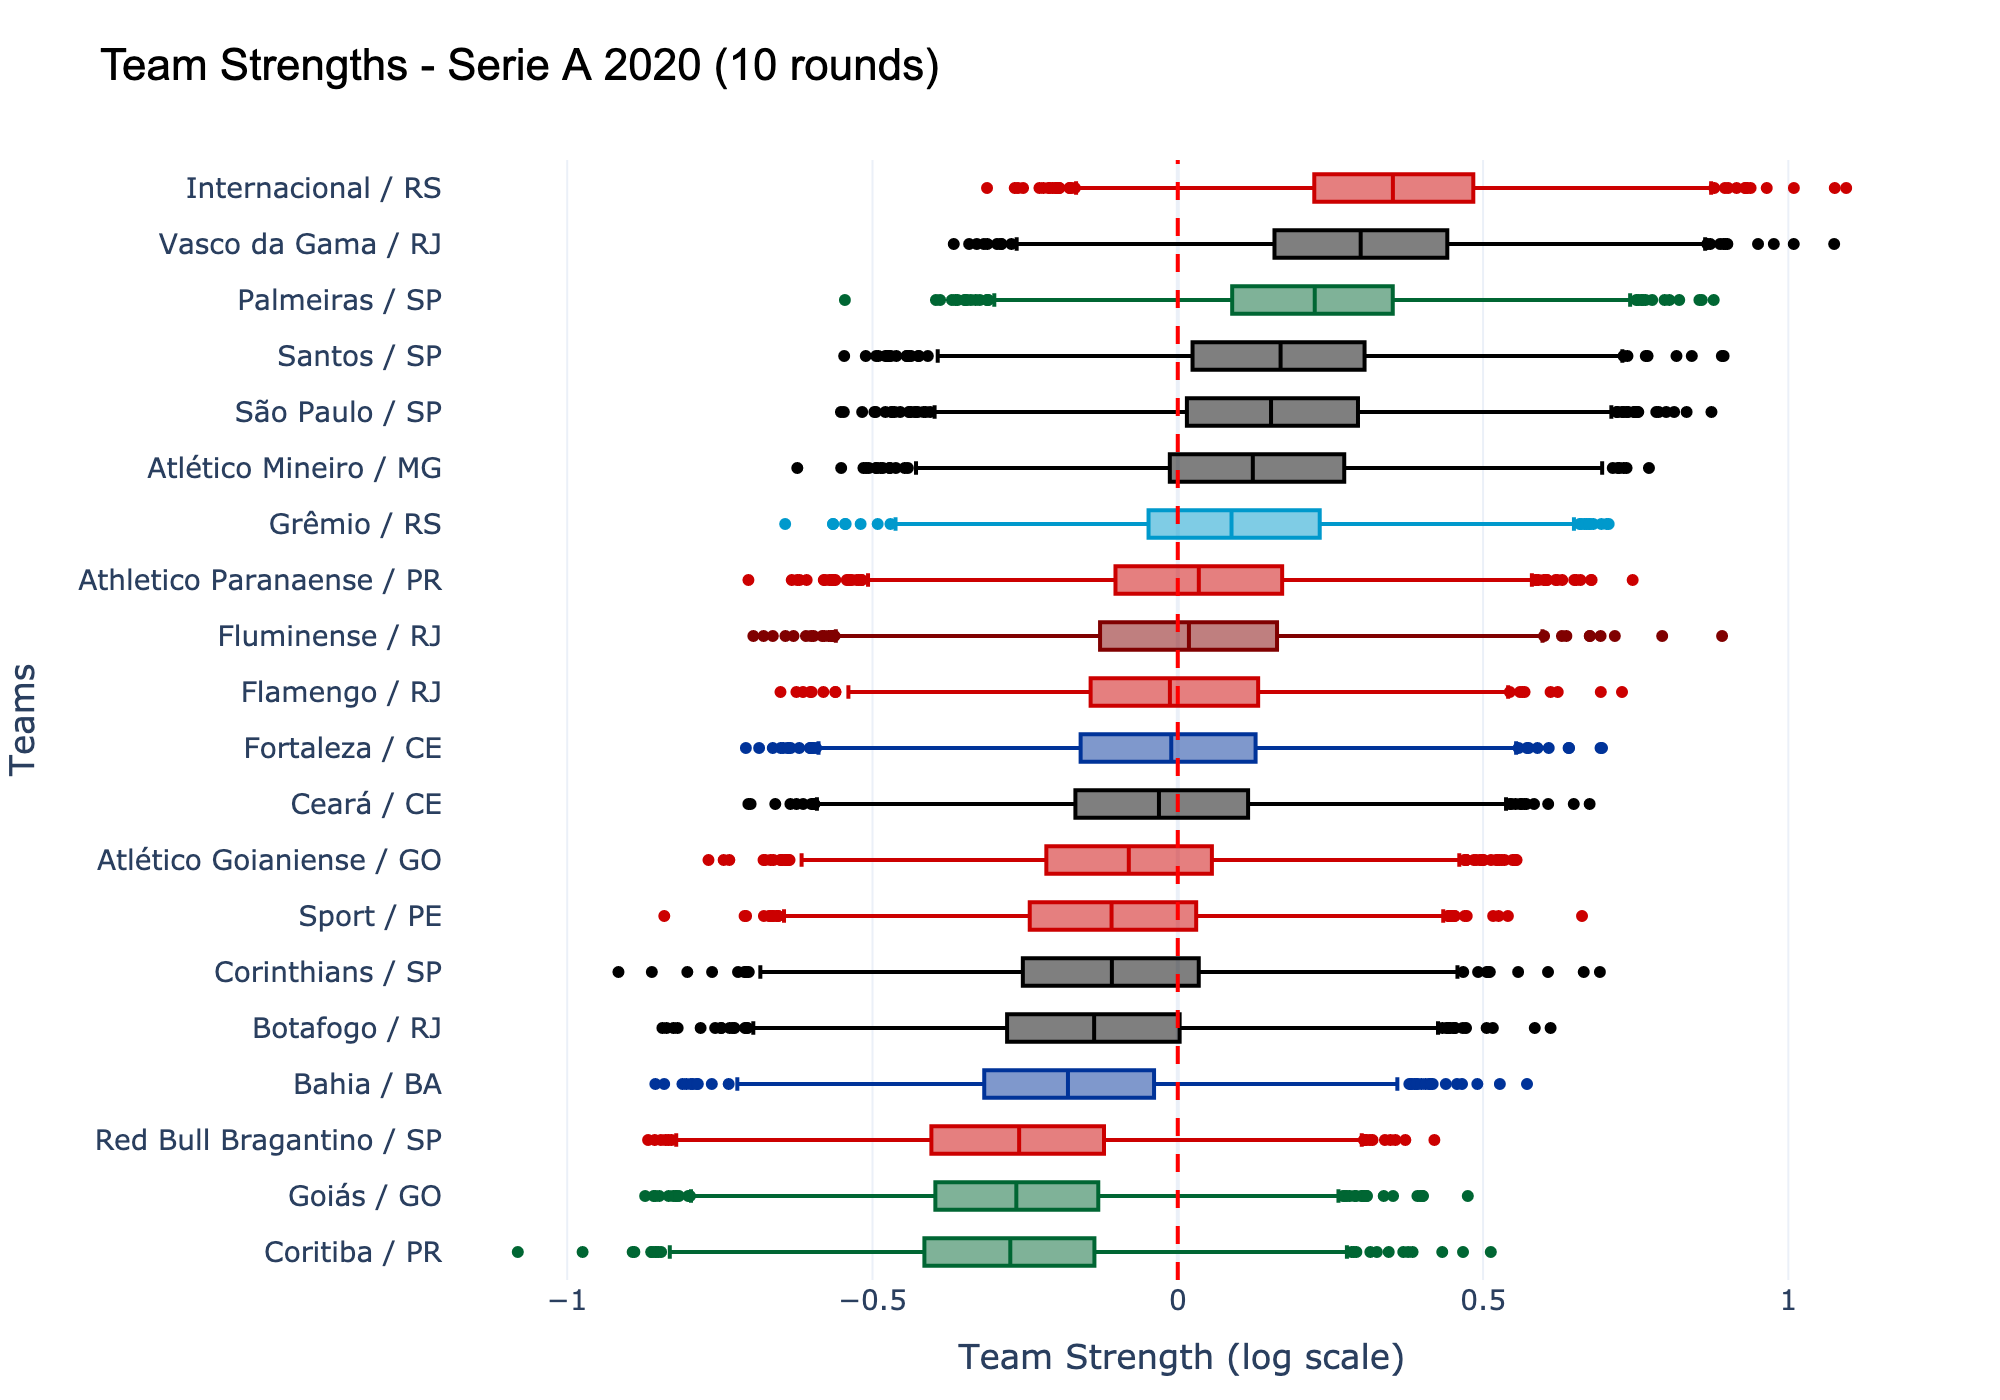 Team Strengths - Serie A 2020 (10 rounds)
Internacional / RS
Vasco da Gama / RJ
Palmeiras / SP
Santos / SP
São Paulo / SP
Atlético Mineiro / MG
Grêmio / RS
Athletico Paranaense / PR
Fluminense / RJ
Flamengo / RJ
Fortaleza / CE
Ceará / CE
Atlético Goianiense / GO
Sport / PE
Corinthians / SP
Botafogo / RJ
Bahia / BA
Red Bull Bragantino / SP
Goiás / GO
Coritiba / PR
Teams
−1 −0.5 0 0.5 1
Team Strength (log scale)